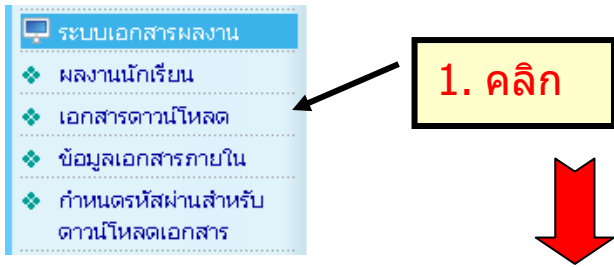 ระบบเอกสารผลงาน
ผลงานนักเรียน
เอกสารดาวน์โหลด
ข้อมูลเอกสารภายใน
กำหนดรหัสผ่านสำหรับ
ดาวน์โหลดเอกสาร
1. คลิก